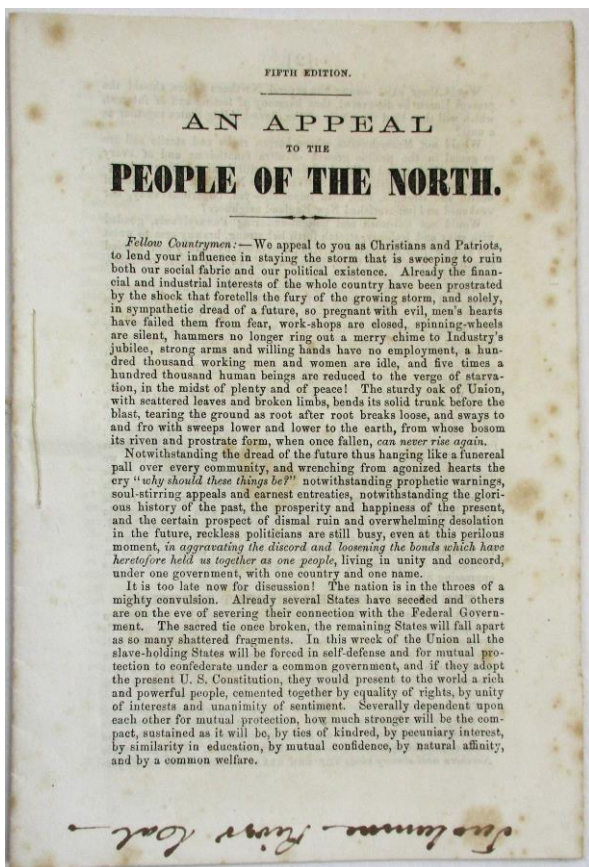 FIFTH EDITION.
AN APPEAL
TO THE
PEOPLE OF THE NORTH.
Fellow Countrymen:—We appeal to you as Christians and Patriots,
to lend your influence in staying the storm that is sweeping to ruin
both our social fabric and our political existence. Already the finan-
cial and industrial interests of the whole country have been prostrated
by the shock that foretells the fury of the growing storm, and solely,
in sympathetic dread of a future, so pregnant with evil, men's hearts
have failed them from fear, work-shops are closed, spinning-wheels
are silent, hammers no longer ring out a merry chime to Industry's
jubilee, strong arms and willing hands have no employment, a hun-
dred thousand working men and women are idle, and five times a
hundred thousand human beings are reduced to the verge of starva-
tion, in the midst of plenty and of peace! The sturdy oak of Union,
with scattered leaves and broken limbs, bends its solid trunk before the
blast, tearing the ground as root after root breaks loose, and sways to
and fro with sweeps lower and lower to the earth, from whose bosom
its riven and prostrate form, when once fallen, can never rise again.
Notwithstanding the dread of the future thus hanging like a funereal
pall over every community, and wrenching from agonized hearts the
cry "why should these things be?" notwithstanding prophetic warnings,
soul-stirring appeals and earnest entreaties, notwithstanding the glori-
ous history of the past, the prosperity and happiness of the present,
and the certain prospect of dismal ruin and overwhelming desolation
in the future, reckless politicians are still busy, even at this perilous
moment, in aggravating the discord and loosening the bonds which have
heretofore held us together as one people, living in unity and concord,
under one government, with one country and one name.
It is too late now for discussion! The nation is in the throes of a
mighty convulsion. Already several States have seceded and others
are on the eve of severing their connection with the Federal Govern-
ment. The sacred tie once broken, the remaining States will fall apart
as so many shattered fragments. In this wreck of the Union all the
slave-holding States will be forced in self-defense and for mutual pro-
tection to confederate under a common government, and if they adopt
the present U. S. Constitution, they would present to the world a rich
and powerful people, cemented together by equality of rights, by unity
of interests and unanimity of sentiment. Severally dependent upon
each other for mutual protection, how much stronger will be the com-
pact, sustained as it will be, by ties of kindred, by pecuniary interest,
by similarity in education, by mutual confidence, by natural affinity,
and by a common welfare.